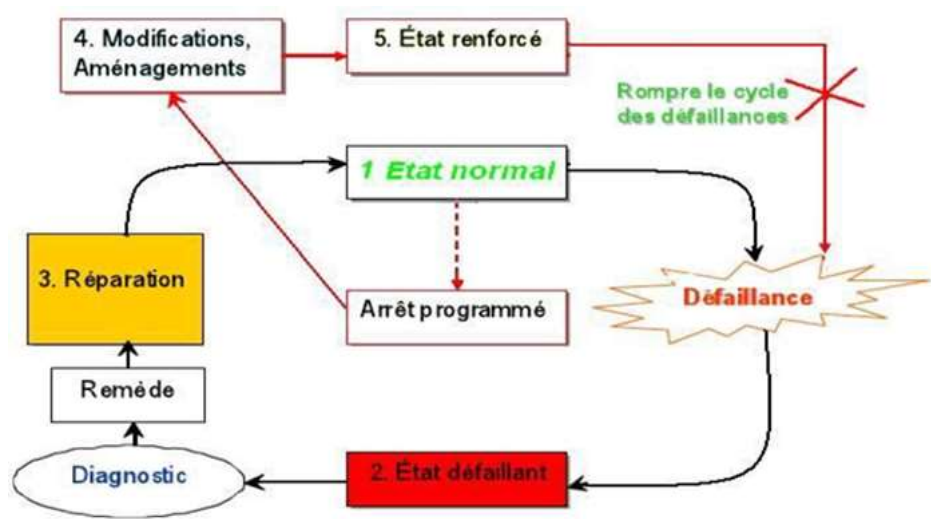 4. Modifications,
Aménagements
5. État renforcé
Rompre le cycle
des défaillances
1 Etat normal
3. Réparation
Arrêt programmé
Défaillance
Reméde
Diagnostic
2. État défaillant